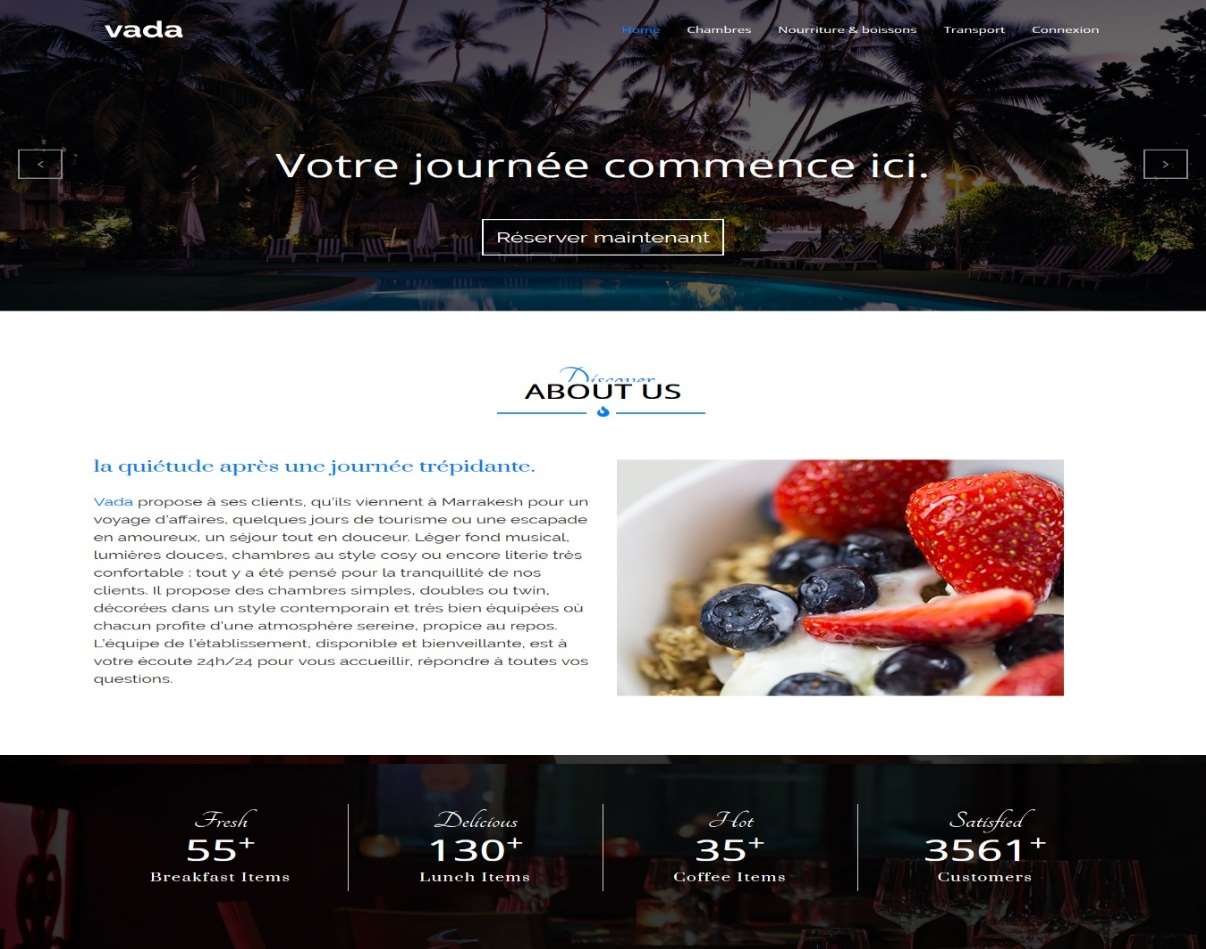 vada
Home Chambres Nourriture & boissons Transport Connexion
< >
Votre journée commence ici.
Réserver maintenant
Discover
ABOUT US
la quiétude après une journée trépidante.
Vada propose à ses clients, qu'ils viennent à Marrakesh pour un
voyage d'affaires, quelques jours de tourisme ou une escapade
en amoureux, un séjour tout en douceur. Léger fond musical,
lumières douces, chambres au style cosy ou encore literie très
confortable : tout y a été pensé pour la tranquillité de nos
clients. Il propose des chambres simples, doubles ou twin,
décorées dans un style contemporain et très bien équipées où
chacun profite d'une atmosphère sereine, propice au repos.
L'équipe de l'établissement, disponible et bienveillante, est à
votre écoute 24h/24 pour vous accueillir, répondre à toutes vos
questions.
Fresh Delicious Hot Satisfied
55+ 130+ 35+ 3561+
Breakfast Items Lunch Items Coffee Items Customers